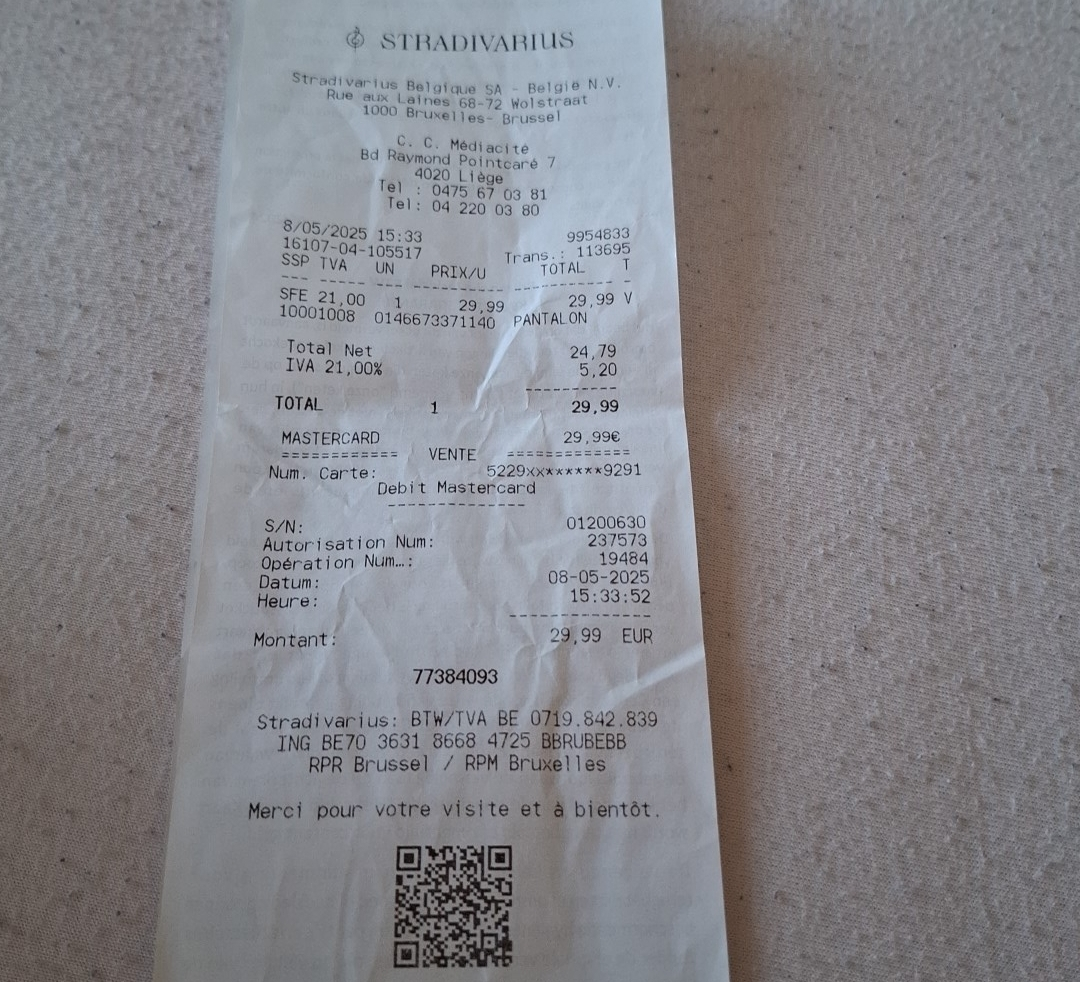 STRADIVARIUS
Stradivarius Belgique SA - België N.V.
Rue aux Laines 68-72 Wolstraat
1000 Bruxelles- Brussel
C. C. Médiacité
Bd Raymond Pointcaré 7
4020 Liège
Tel : 0475 67 03 81
Tel: 04 220 03 80
8/05/2025 15:33 9954833
16107-04-105517 Trans.: 113695
SSP TVA UN PRIX/U TOTAL T
--- ----- --- ---------- ----------- -
SFE 21,00 1 29,99 29,99 V
10001008 0146673371140 PANTALON
Total Net 24,79
IVA 21,00% 5,20
----------
TOTAL 1 29,99
MASTERCARD 29,99€
============ VENTE =============
Num. Carte: 5229xx******9291
Debit Mastercard
--------------
S/N: 01200630
Autorisation Num: 237573
Opération Num…: 19484
Datum: 08-05-2025
Heure: 15:33:52
--------------
Montant: 29,99 EUR
77384093
Stradivarius: BTW/TVA BE 0719.842.839
ING BE70 3631 8668 4725 BBRUBEBB
RPR Brussel / RPM Bruxelles
Merci pour votre visite et à bientôt.